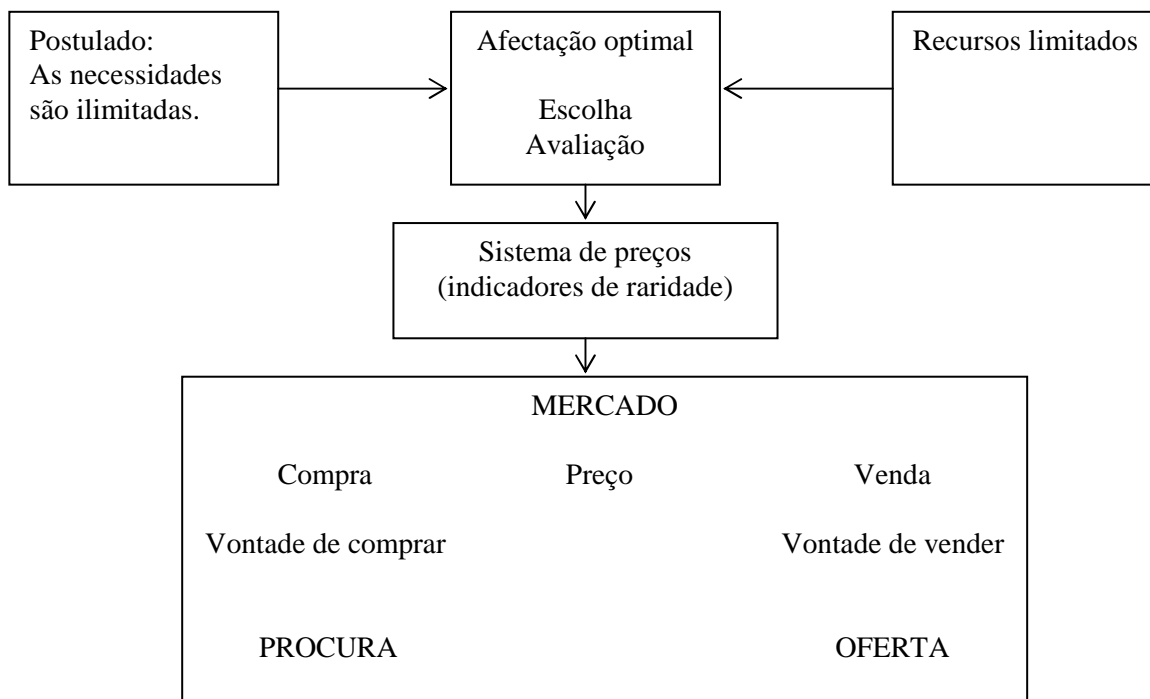 Postulado:
As necessidades
são ilimitadas.
Afectação optimal
Escolha
Avaliação
Recursos limitados
Sistema de preços
(indicadores de raridade)
MERCADO
Compra
Preço
Venda
Vontade de comprar
Vontade de vender
PROCURA
OFERTA